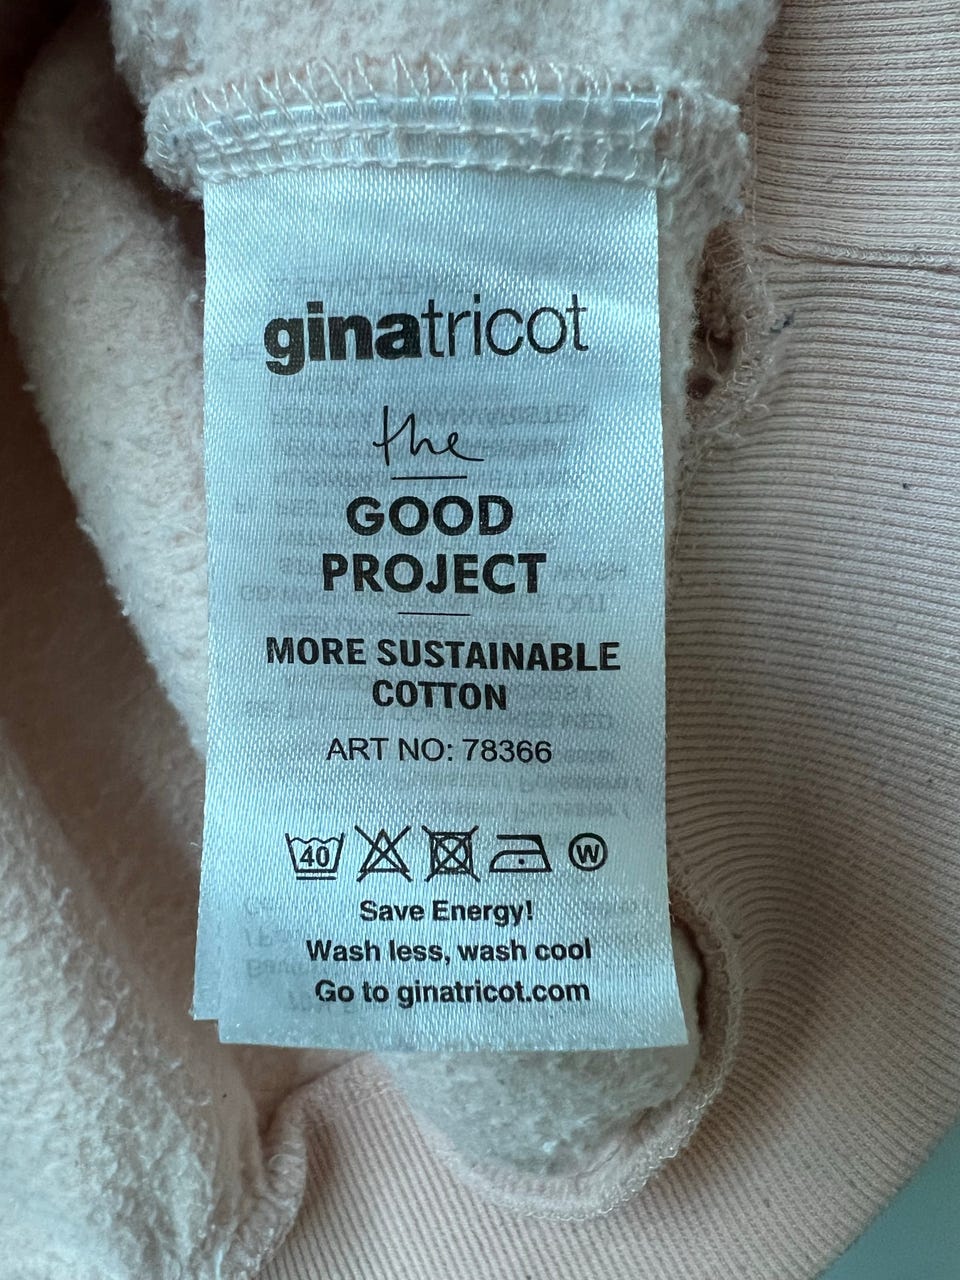 ginatricot
the
GOOD
PROJECT
MORE SUSTAINABLE
COTTON
ART NO: 78366
40 W
Save Energy!
Wash less, wash cool
Go to ginatricot.com